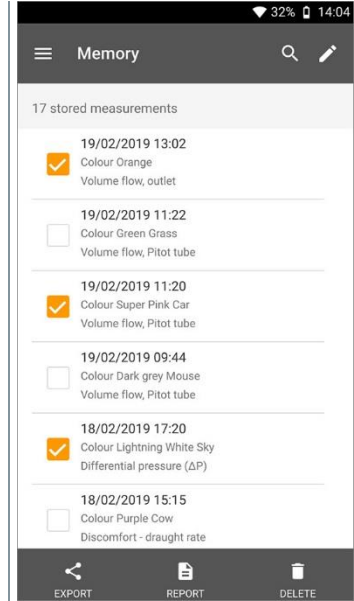 32% 14:04
Memory
17 stored measurements
19/02/2019 13:02
Colour Orange
Volume flow, outlet
19/02/2019 11:22
Colour Green Grass
Volume flow, Pitot tube
19/02/2019 11:20
Colour Super Pink Car
Volume flow, Pitot tube
19/02/2019 09:44
Colour Dark grey Mouse
Volume flow, Pitot tube
18/02/2019 17:20
Colour Lightning White Sky
Differential pressure (ΔP)
18/02/2019 15:15
Colour Purple Cow
Discomfort - draught rate
EXPORT REPORT DELETE